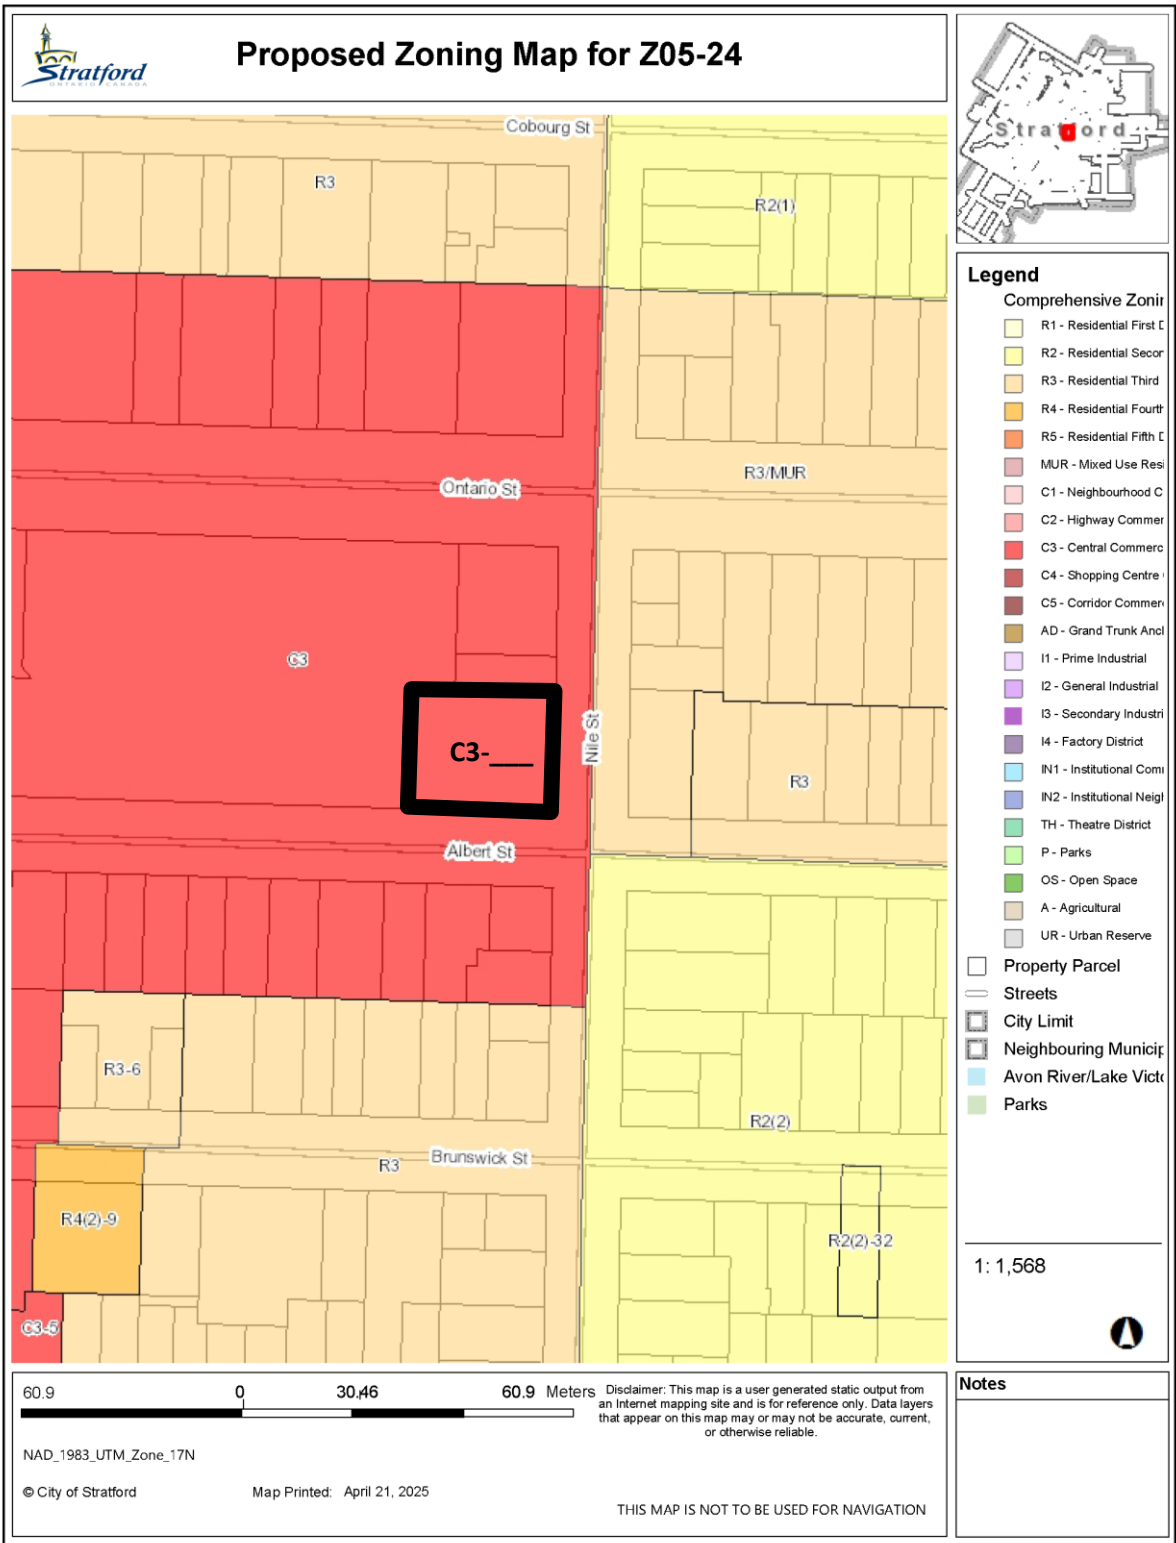 Stratford
ONTARIO CANADA
Proposed Zoning Map for Z05-24
Stratford
Cobourg St
R3
R2(1)
R3/MUR
Ontario St
C3
C3-___
Nile St
R3
Albert St
R3-6
R2(2)
Brunswick St
R3
R4(2)-9
R2(2)-32
C3-5
Legend
Comprehensive Zonin
R1 - Residential First D
R2 - Residential Secon
R3 - Residential Third
R4 - Residential Fourth
R5 - Residential Fifth D
MUR - Mixed Use Resi
C1 - Neighbourhood C
C2 - Highway Commer
C3 - Central Commerc
C4 - Shopping Centre
C5 - Corridor Commer
AD - Grand Trunk Anc
I1 - Prime Industrial
I2 - General Industrial
I3 - Secondary Industri
I4 - Factory District
IN1 - Institutional Com
IN2 - Institutional Neig
TH - Theatre District
P - Parks
OS - Open Space
A - Agricultural
UR - Urban Reserve
Property Parcel
Streets
City Limit
Neighbouring Municip
Avon River/Lake Victo
Parks
1: 1,568
60.9 0 30.46 60.9 Meters
NAD_1983_UTM_Zone_17N
© City of Stratford Map Printed: April 21, 2025
Disclaimer: This map is a user generated static output from
an Internet mapping site and is for reference only. Data layers
that appear on this map may or may not be accurate, current,
or otherwise reliable.
THIS MAP IS NOT TO BE USED FOR NAVIGATION
Notes